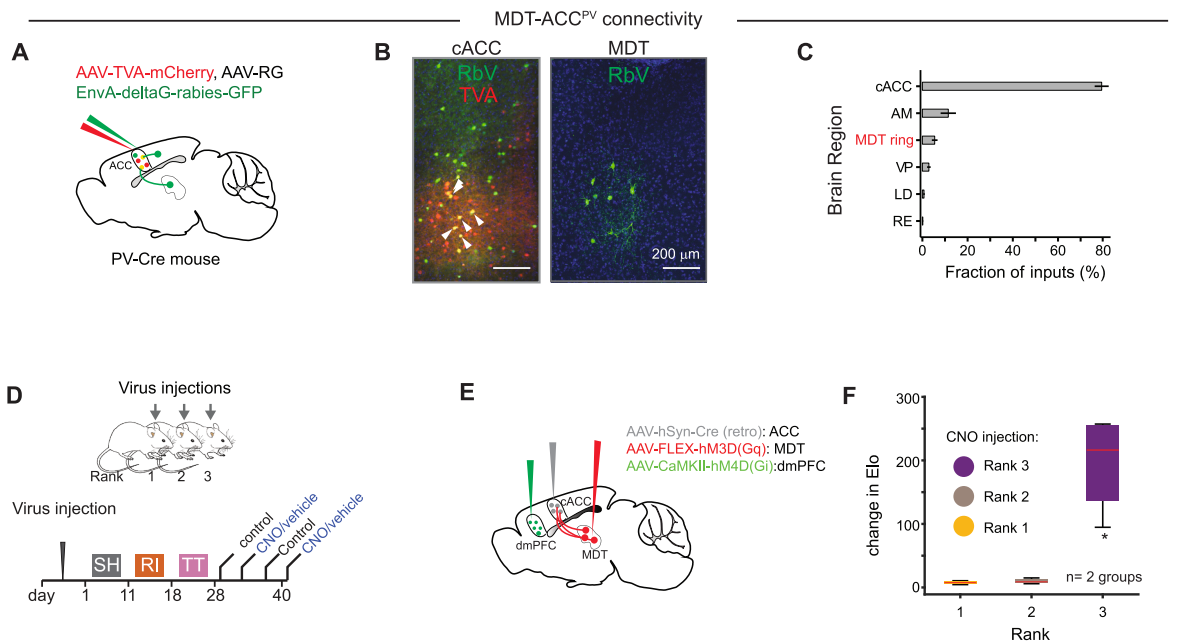 MDT-ACCᴾⱽ connectivity
A
AAV-TVA-mCherry, AAV-RG
EnvA-deltaG-rabies-GFP
ACC
PV-Cre mouse
B
cACC
RbV
TVA
MDT
RbV
200 µm
C
Brain Region
cACC
AM
MDT ring
VP
LD
RE
0 20 40 60 80
Fraction of inputs (%)
D
Virus injections
Rank 1 2 3
Virus injection
control
CNO/vehicle
Control
CNO/vehicle
SH RI TT
day 1 11 18 28 40
E
AAV-hSyn-Cre (retro): ACC
AAV-FLEX-hM3D(Gq): MDT
AAV-CaMKII-hM4D(Gi):dmPFC
cACC
dmPFC
MDT
F
change in Elo
300
200
100
0
CNO injection:
Rank 3
Rank 2
Rank 1
*
n= 2 groups
1 2 3
Rank